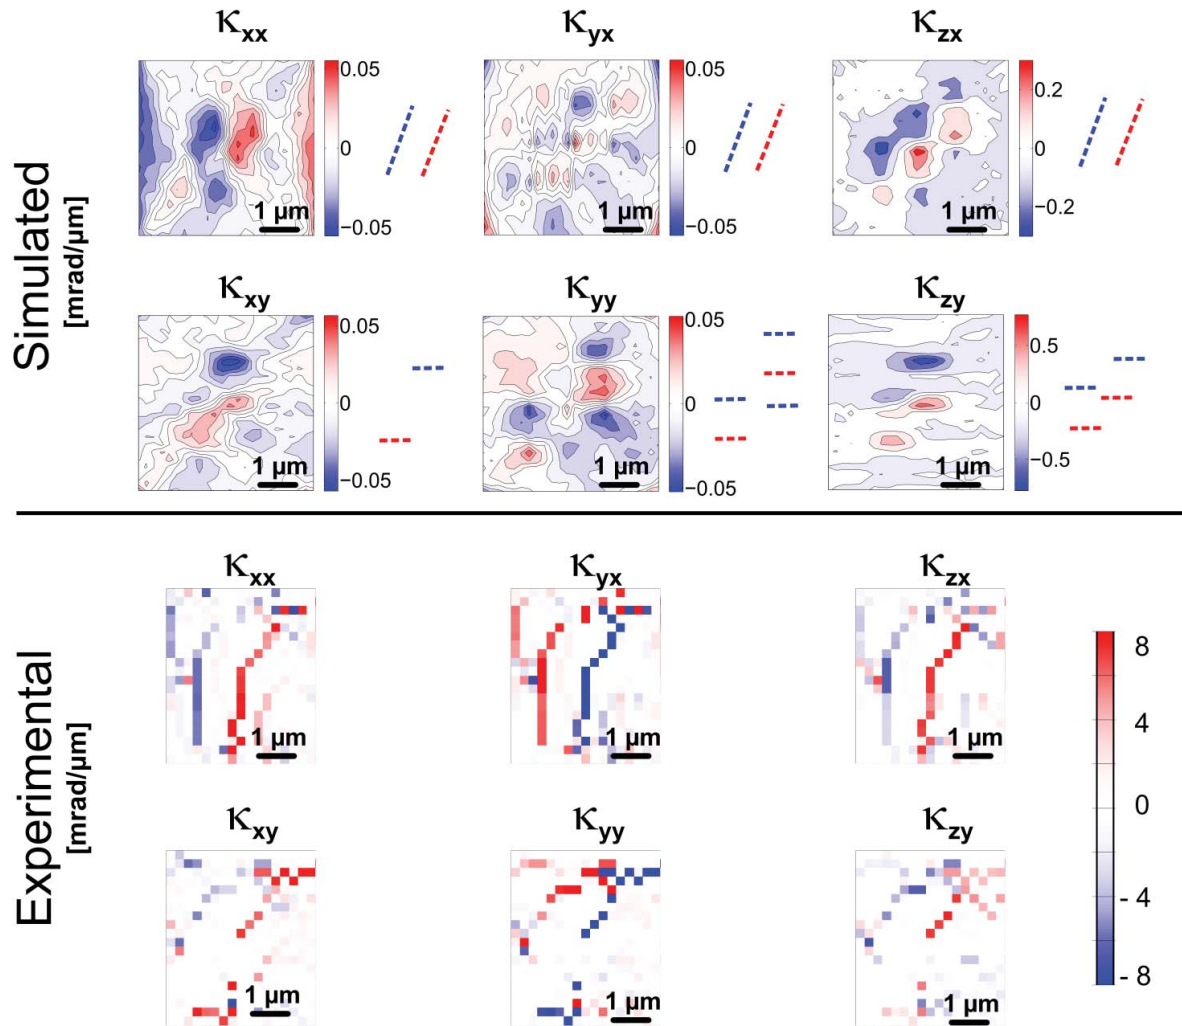 κxx
κyx
κzx
Simulated
[mrad/μm]
0.05
0
−0.05
1 μm
0.05
0
−0.05
1 μm
0.2
0
−0.2
1 μm
κxy
κyy
κzy
0.05
0
−0.05
1 μm
0.05
0
−0.05
1 μm
0.5
0
−0.5
1 μm
Experimental
[mrad/μm]
κxx
κyx
κzx
1 μm
1 μm
1 μm
κxy
κyy
κzy
1 μm
1 μm
1 μm
8
4
0
- 4
- 8